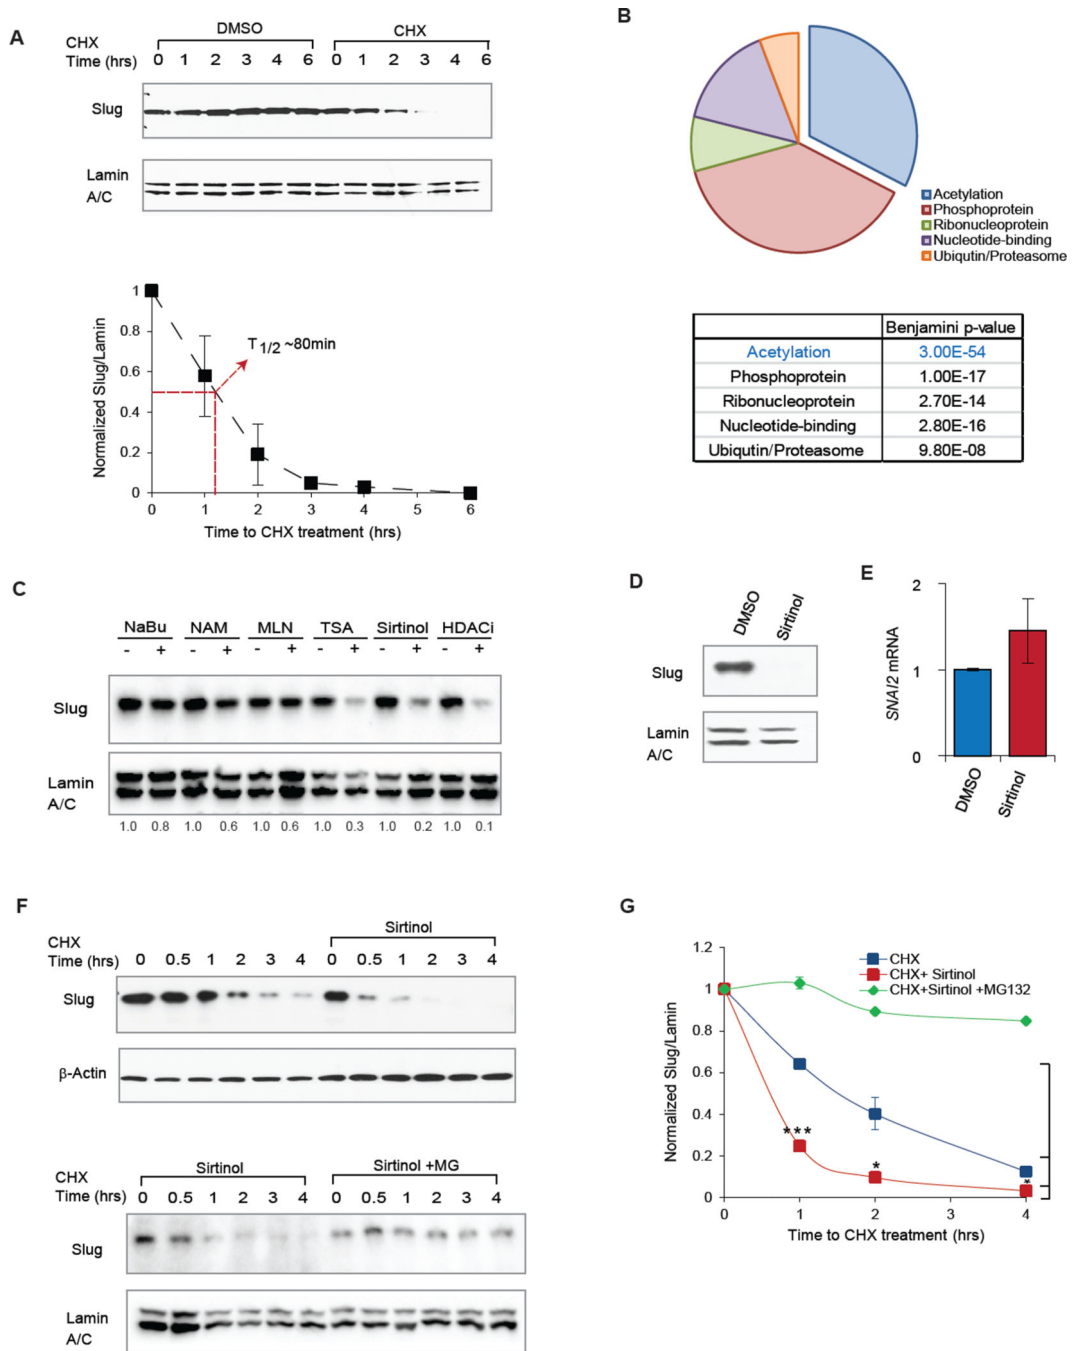 A
DMSO CHX
CHX
Time (hrs) 0 1 2 3 4 6 0 1 2 3 4 6
Slug
Lamin
A/C
Normalized Slug/Lamin
1
0.8
0.6
0.4
0.2
0
T 1/2 ~80min
0 1 2 3 4 5 6
Time to CHX treatment (hrs)
B
Acetylation
Phosphoprotein
Ribonucleoprotein
Nucleotide-binding
Ubiqutin/Proteasome
Benjamini p-value
Acetylation 3.00E-54
Phosphoprotein 1.00E-17
Ribonucleoprotein 2.70E-14
Nucleotide-binding 2.80E-16
Ubiqutin/Proteasome 9.80E-08
C
NaBu NAM MLN TSA Sirtinol HDACi
- + - + - + - + - + - +
Slug
Lamin
A/C
1.0 0.8 1.0 0.6 1.0 0.6 1.0 0.3 1.0 0.2 1.0 0.1
D
DMSO Sirtinol
Slug
Lamin
A/C
E
SNAI2 mRNA
2
1
0
DMSO Sirtinol
F
Sirtinol
CHX
Time (hrs) 0 0.5 1 2 3 4 0 0.5 1 2 3 4
Slug
β-Actin
Sirtinol Sirtinol +MG
CHX
Time (hrs) 0 0.5 1 2 3 4 0 0.5 1 2 3 4
Slug
Lamin
A/C
G
Normalized Slug/Lamin
1.2
1
0.8
0.6
0.4
0.2
0
CHX
CHX+ Sirtinol
CHX+Sirtinol +MG132
***
*
*
0 1 2 3 4
Time to CHX treatment (hrs)